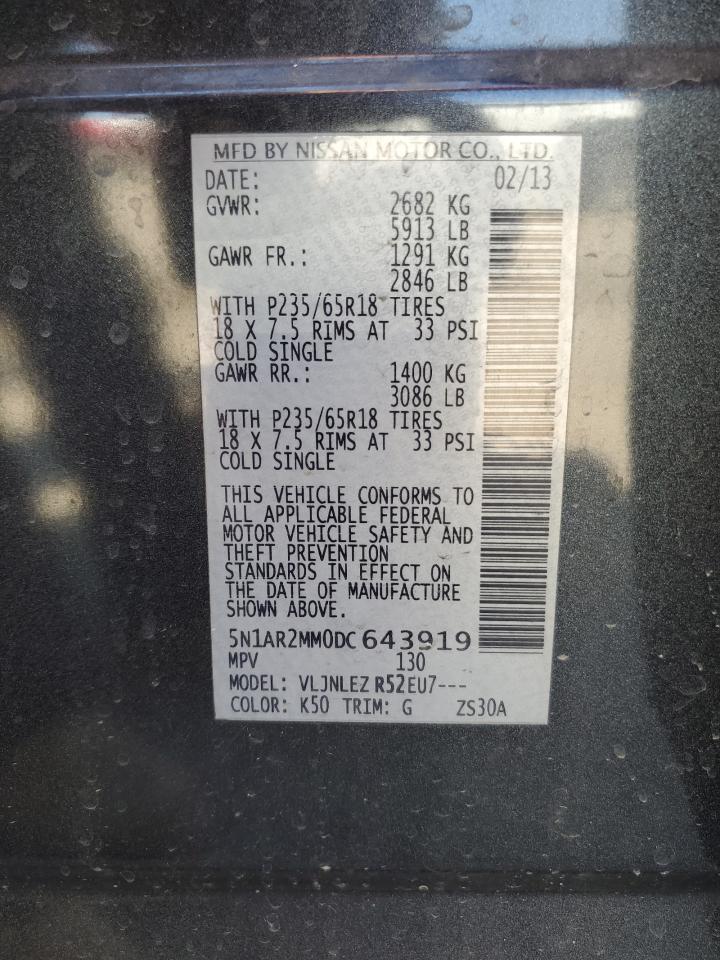 MFD BY NISSAN MOTOR CO., LTD.
DATE: 02/13
GVWR: 2682 KG
5913 LB
GAWR FR.: 1291 KG
2846 LB
WITH P235/65R18 TIRES
18 X 7.5 RIMS AT 33 PSI
COLD SINGLE
GAWR RR.: 1400 KG
3086 LB
WITH P235/65R18 TIRES
18 X 7.5 RIMS AT 33 PSI
COLD SINGLE
THIS VEHICLE CONFORMS TO
ALL APPLICABLE FEDERAL
MOTOR VEHICLE SAFETY AND
THEFT PREVENTION
STANDARDS IN EFFECT ON
THE DATE OF MANUFACTURE
SHOWN ABOVE.
5N1AR2MM0DC643919
MPV 130
MODEL: VLJNLEZ R52EU7---
COLOR: K50 TRIM: G ZS30A